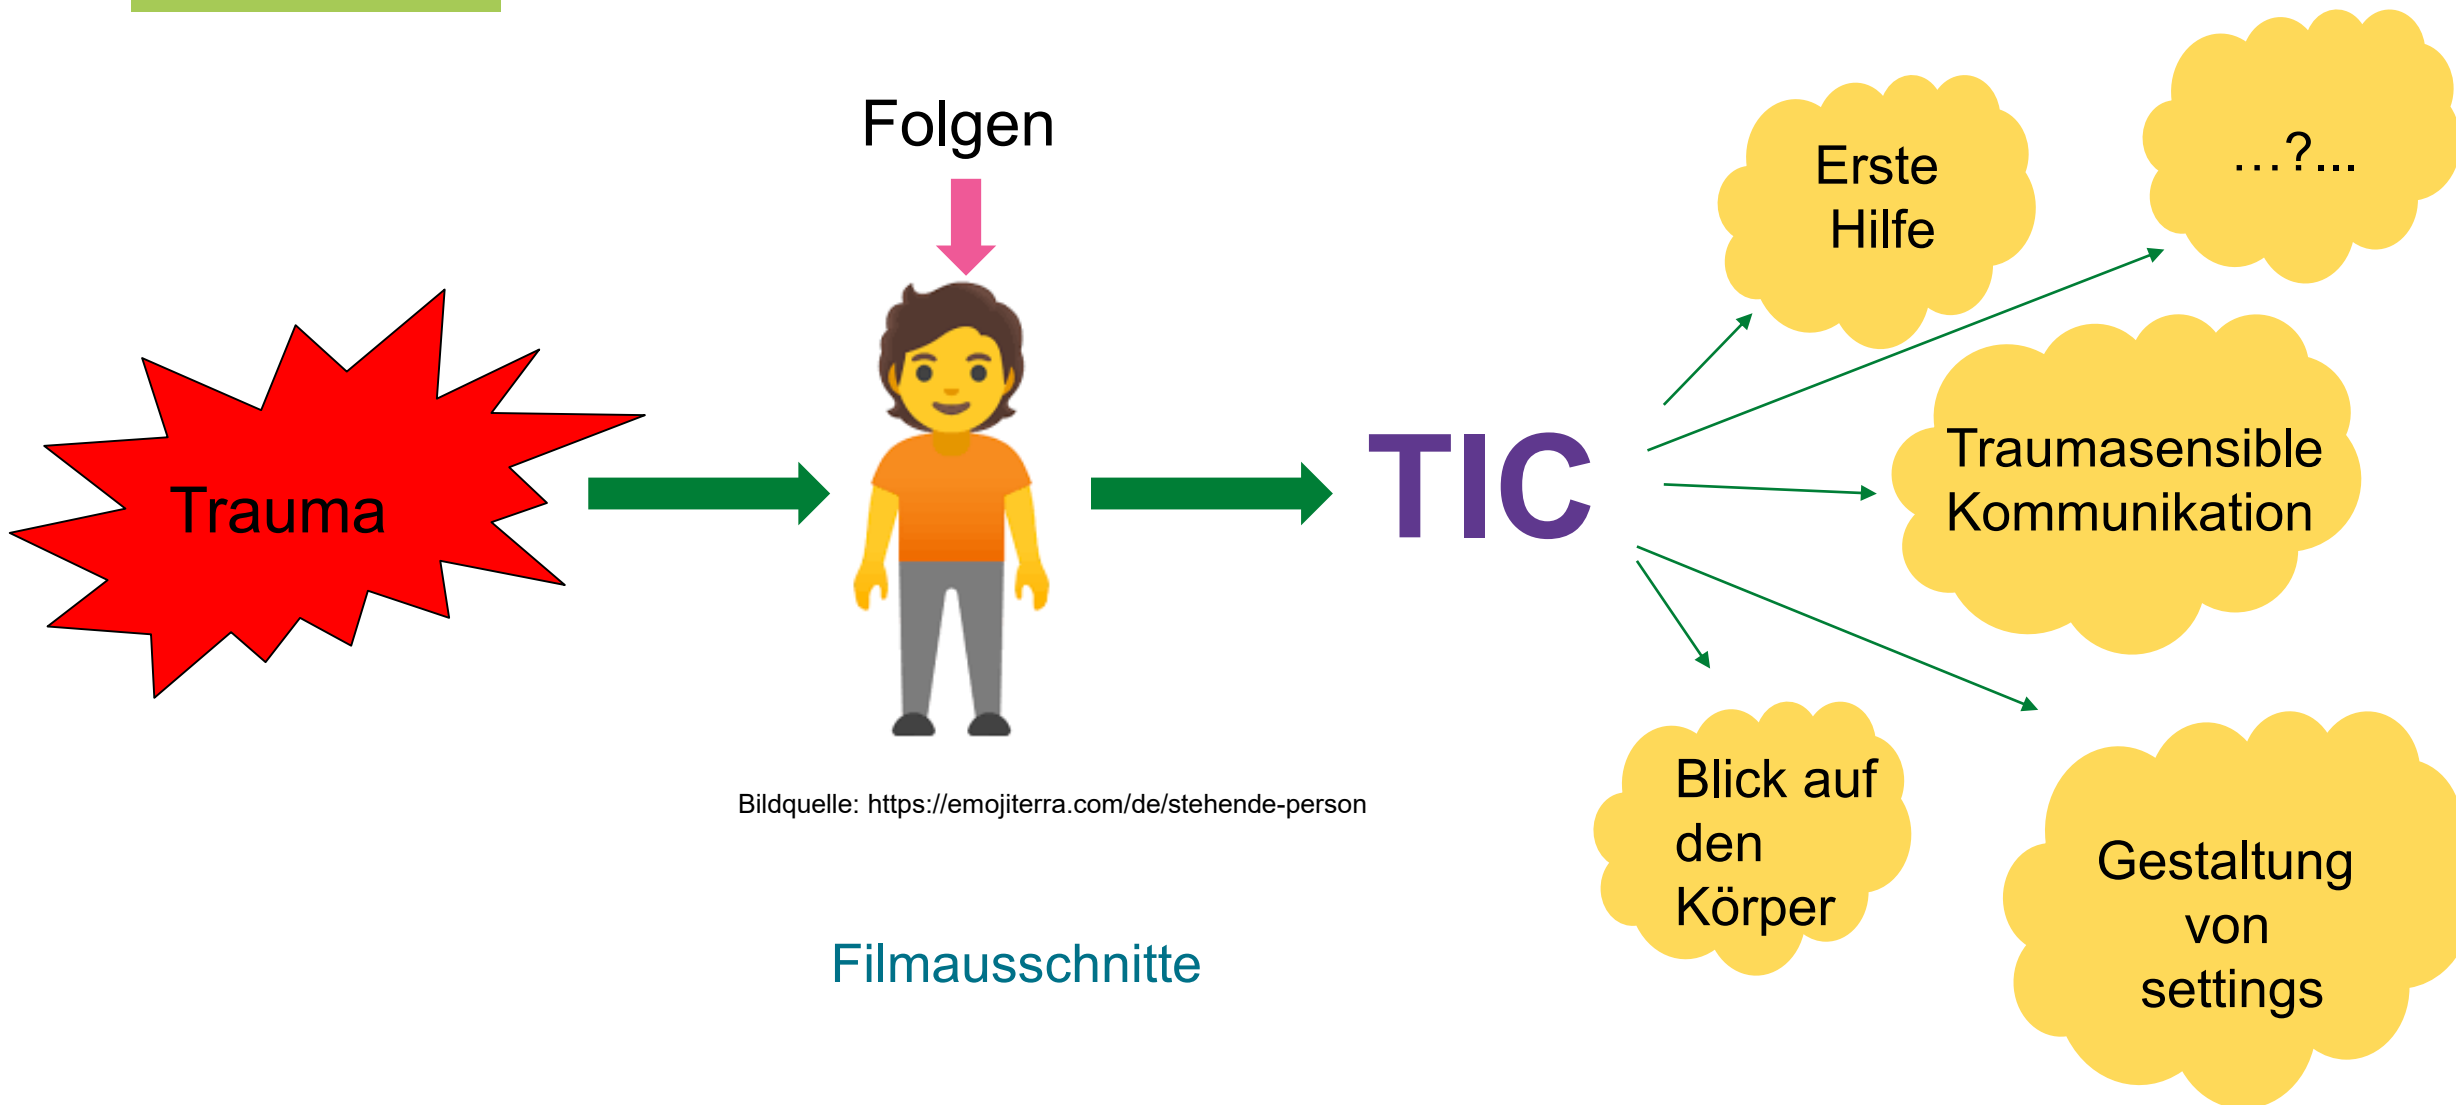 Folgen
Trauma
TIC
Erste
Hilfe
…?...
Traumasensible
Kommunikation
Blick auf
den
Körper
Gestaltung
von
settings
Bildquelle: https://emojiterra.com/de/stehende-person
Filmausschnitte